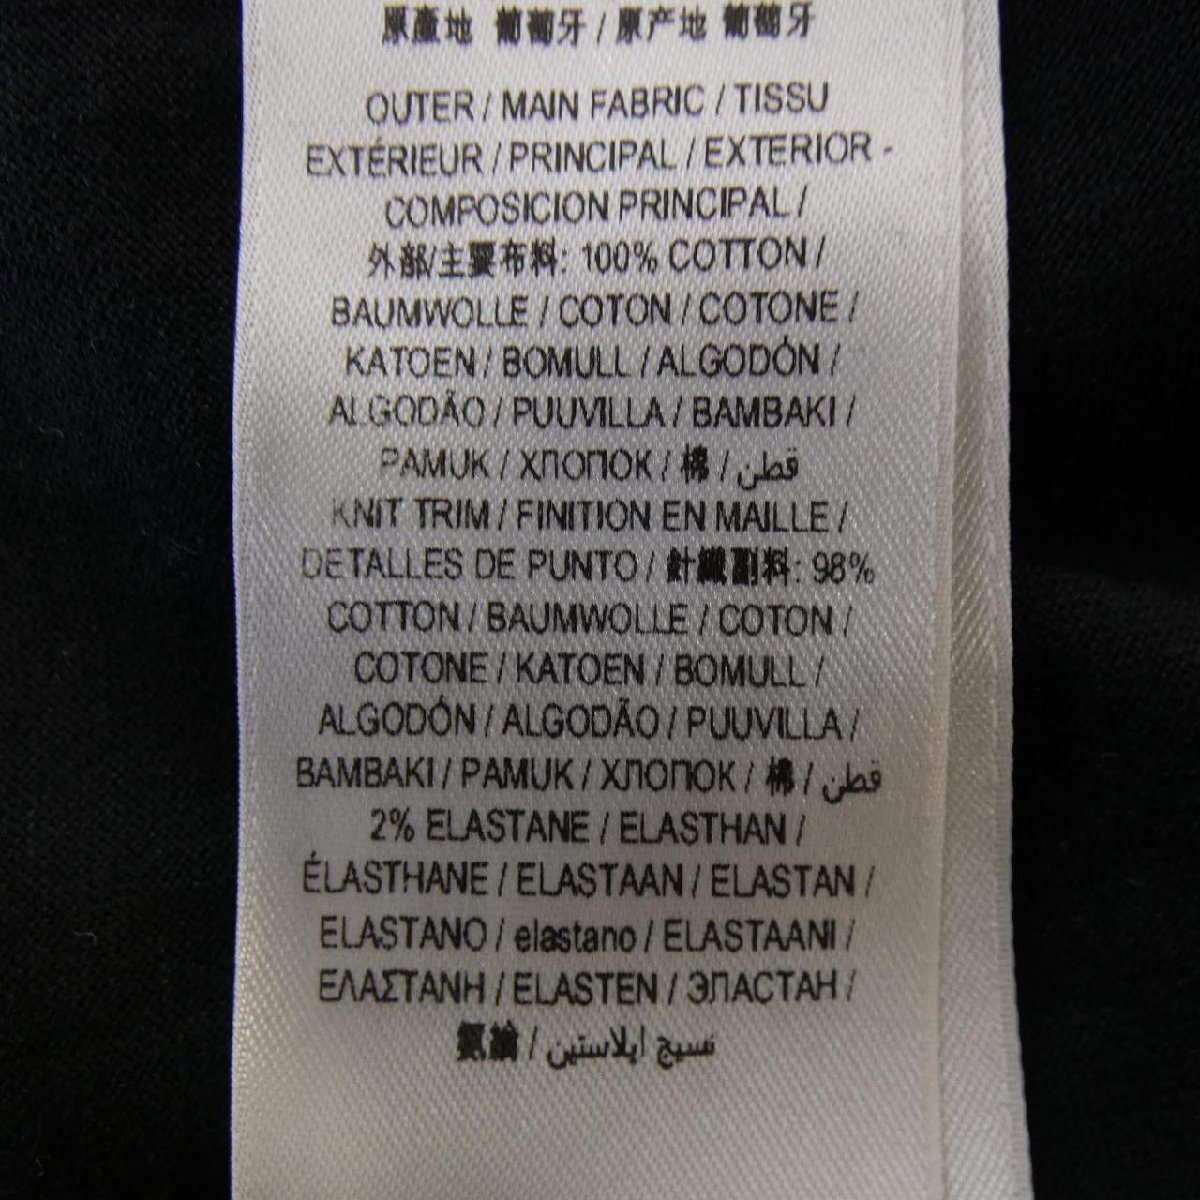 原產地 葡萄牙 / 原产地 葡萄牙
OUTER / MAIN FABRIC / TISSU
EXTÉRIEUR / PRINCIPAL / EXTERIOR -
COMPOSICION PRINCIPAL /
外部/主要布料: 100% COTTON /
BAUMWOLLE / COTON / COTONE /
KATOEN / BOMULL / ALGODÓN /
ALGODÃO / PUUVILLA / BAMBAKI /
PAMUK / ХЛОПОК / 棉 / قطن
KNIT TRIM / FINITION EN MAILLE /
DETALLES DE PUNTO / 針織副料: 98%
COTTON / BAUMWOLLE / COTON /
COTONE / KATOEN / BOMULL /
ALGODÓN / ALGODÃO / PUUVILLA /
BAMBAKI / PAMUK / ХЛОПОК / 棉 / قطن
2% ELASTANE / ELASTHAN /
ÉLASTHANE / ELASTAAN / ELASTAN /
ELASTANO / elastano / ELASTAANI /
ΕΛΑΣΤΑΝΗ / ELASTEN / ЭПАСТАН /
氨綸 / نسيج ايلاستين